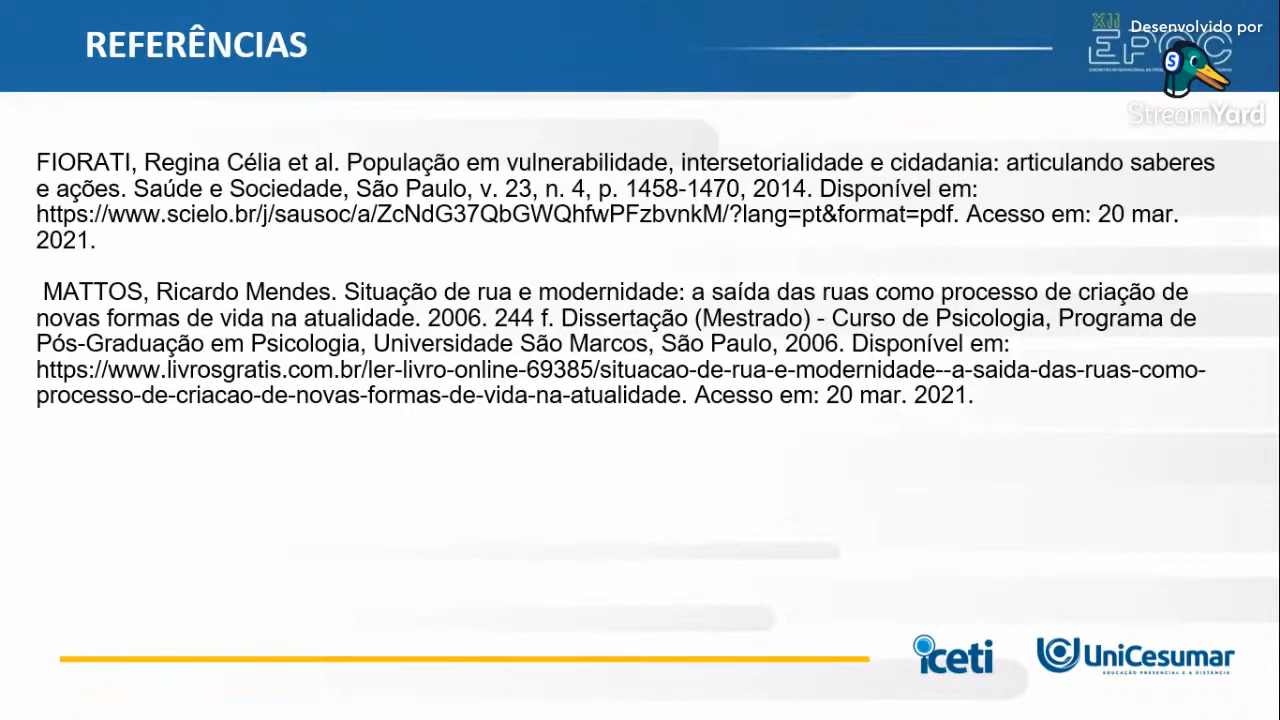 REFERÊNCIAS
XII
EPCC
Desenvolvido por
StreamYard
FIORATI, Regina Célia et al. População em vulnerabilidade, intersetorialidade e cidadania: articulando saberes
e ações. Saúde e Sociedade, São Paulo, v. 23, n. 4, p. 1458-1470, 2014. Disponível em:
https://www.scielo.br/j/sausoc/a/ZcNdG37QbGWQhfwPFzbvnkM/?lang=pt&format=pdf. Acesso em: 20 mar.
2021.
MATTOS, Ricardo Mendes. Situação de rua e modernidade: a saída das ruas como processo de criação de
novas formas de vida na atualidade. 2006. 244 f. Dissertação (Mestrado) - Curso de Psicologia, Programa de
Pós-Graduação em Psicologia, Universidade São Marcos, São Paulo, 2006. Disponível em:
https://www.livrosgratis.com.br/ler-livro-online-69385/situacao-de-rua-e-modernidade--a-saida-das-ruas-como-
processo-de-criacao-de-novas-formas-de-vida-na-atualidade. Acesso em: 20 mar. 2021.
iceti
UniCesumar
EDUCAÇÃO PRESENCIAL E A DISTÂNCIA